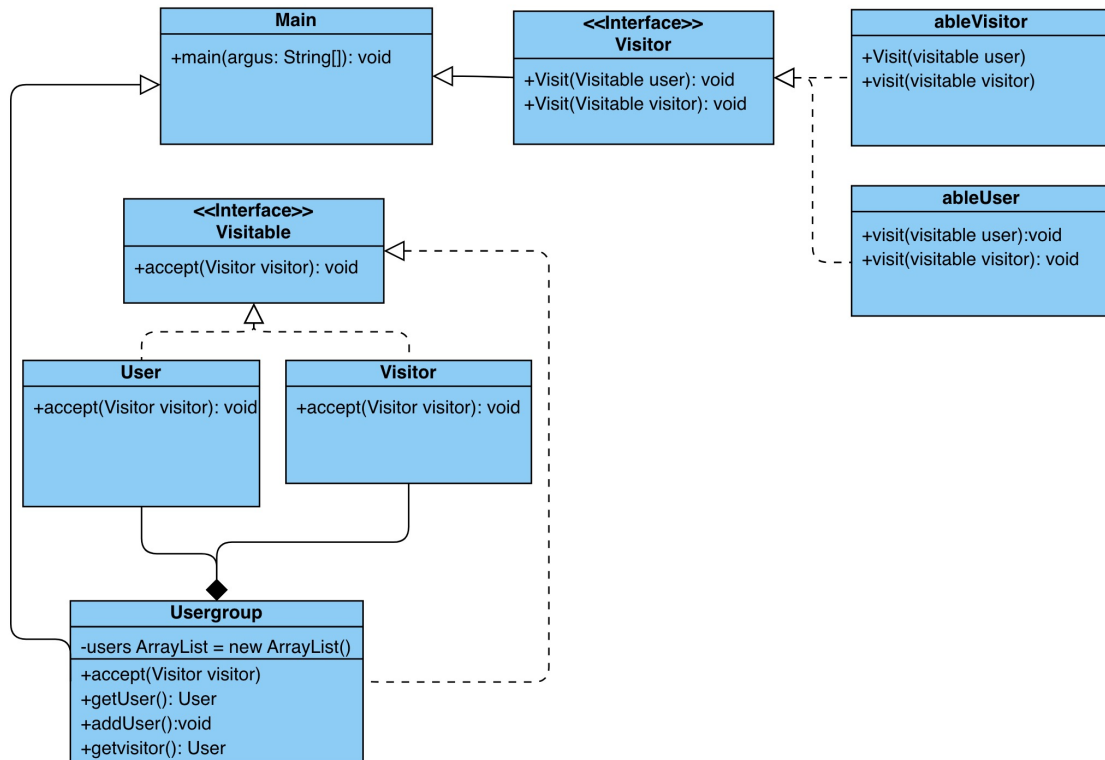 Main
+main(argus: String[]): void
<<Interface>>
Visitor
+Visit(Visitable user): void
+Visit(Visitable visitor): void
ableVisitor
+Visit(visitable user)
+visit(visitable visitor)
ableUser
+visit(visitable user):void
+visit(visitable visitor): void
<<Interface>>
Visitable
+accept(Visitor visitor): void
User
+accept(Visitor visitor): void
Visitor
+accept(Visitor visitor): void
Usergroup
-users ArrayList = new ArrayList()
+accept(Visitor visitor)
+getUser(): User
+addUser():void
+getvisitor(): User